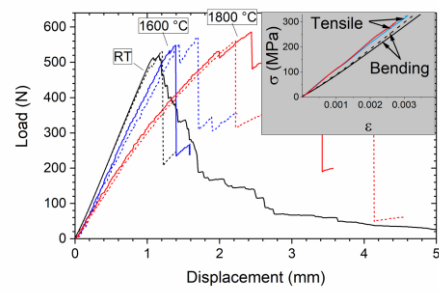 600
500
400
300
200
100
0
Load (N)
0
1
2
3
4
5
Displacement (mm)
RT
1600 °C
1800 °C
300
200
100
0
σ (MPa)
0.001
0.002
0.003
ε
Tensile
Bending